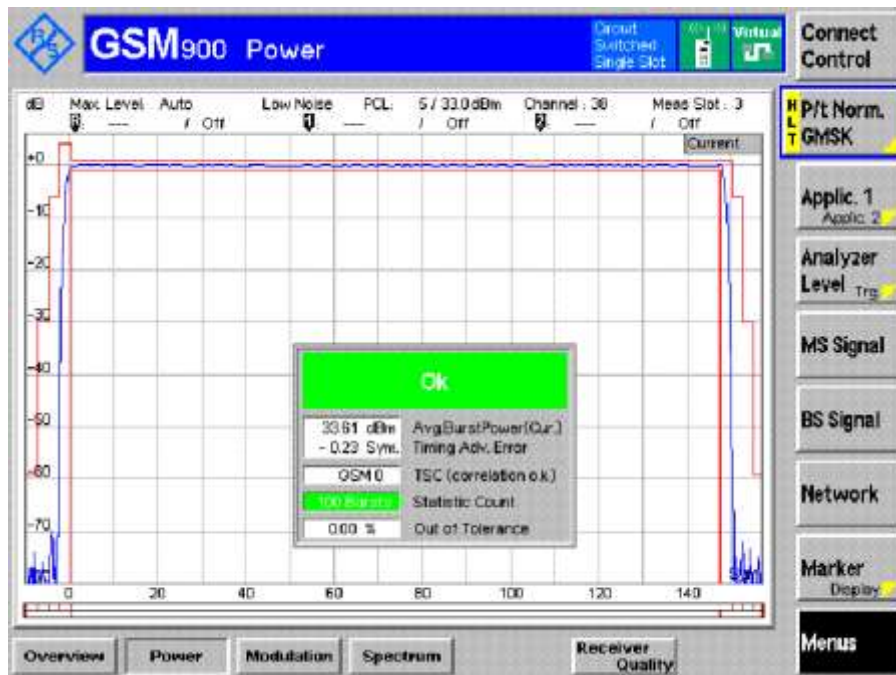 R/S
GSM900 Power
Circuit
Switched
Single Slot
Virtual
Connect
Control
dB Max. Level: Auto Low Noise PCL: 5 / 33.0 dBm Channel: 38 Meas Slot: 3
--- / Off 1 --- / Off 2 --- / Off
Current
H
L
T
P/t Norm.
GMSK
Applic. 1
Applic. 2
Analyzer
Level Trg.
MS Signal
BS Signal
Network
Marker
Display
Menus
+0
-10
-20
-30
-40
-50
-60
-70
Ok
33.61 dBm Avg.BurstPower(Cur.)
- 0.23 Sym. Timing Adv. Error
GSM 0 TSC (correlation o.k.)
100 Bursts Statistic Count
0.00 % Out of Tolerance
0 20 40 60 80 100 120 140
Overview Power Modulation Spectrum Receiver
Quality